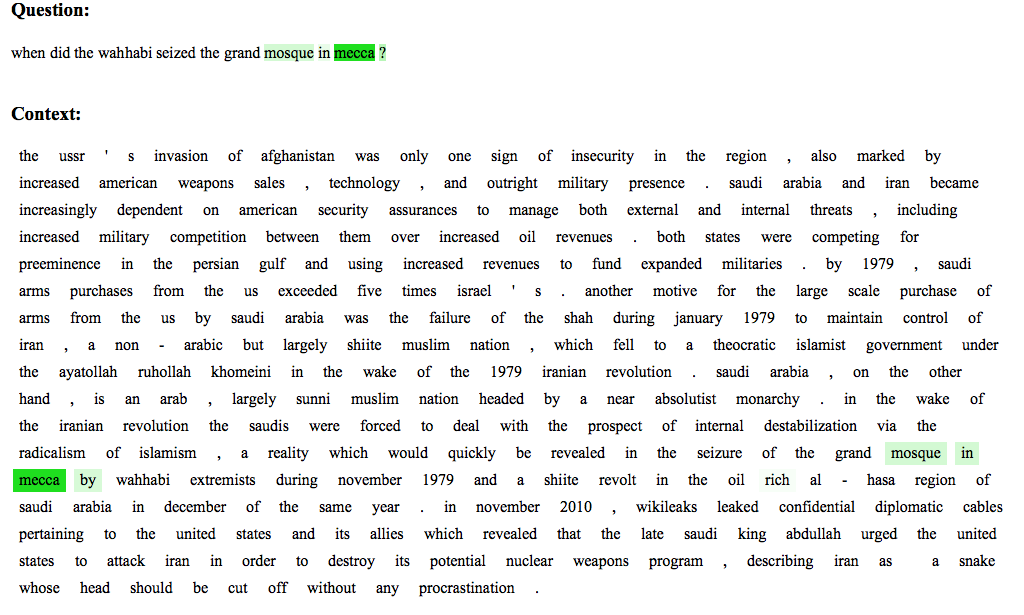 Question:
when did the wahhabi seized the grand mosque in mecca ?
Context:
the ussr ' s invasion of afghanistan was only one sign of insecurity in the region , also marked by
increased american weapons sales , technology , and outright military presence . saudi arabia and iran became
increasingly dependent on american security assurances to manage both external and internal threats , including
increased military competition between them over increased oil revenues . both states were competing for
preeminence in the persian gulf and using increased revenues to fund expanded militaries . by 1979 , saudi
arms purchases from the us exceeded five times israel ' s . another motive for the large scale purchase of
arms from the us by saudi arabia was the failure of the shah during january 1979 to maintain control of
iran , a non - arabic but largely shiite muslim nation , which fell to a theocratic islamist government under
the ayatollah ruhollah khomeini in the wake of the 1979 iranian revolution . saudi arabia , on the other
hand , is an arab , largely sunni muslim nation headed by a near absolutist monarchy . in the wake of
the iranian revolution the saudis were forced to deal with the prospect of internal destabilization via the
radicalism of islamism , a reality which would quickly be revealed in the seizure of the grand mosque in
mecca by wahhabi extremists during november 1979 and a shiite revolt in the oil rich al - hasa region of
saudi arabia in december of the same year . in november 2010 , wikileaks leaked confidential diplomatic cables
pertaining to the united states and its allies which revealed that the late saudi king abdullah urged the united
states to attack iran in order to destroy its potential nuclear weapons program , describing iran as a snake
whose head should be cut off without any procrastination .